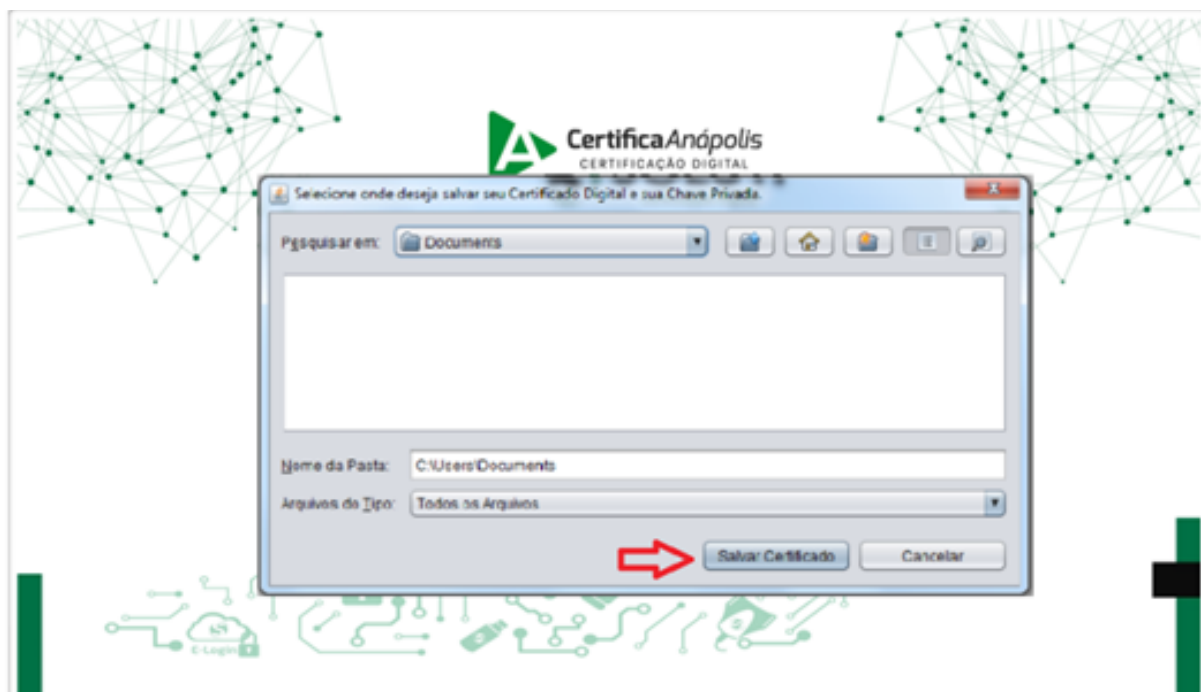 CertificaAnápolis
CERTIFICAÇÃO DIGITAL
Selecione onde deseja salvar seu Certificado Digital e sua Chave Privada.
Pesquisar em: Documents
Nome da Pasta: C:\Users\Documents
Arquivos do Tipo: Todos os Arquivos
Salvar Certificado Cancelar
E-Login